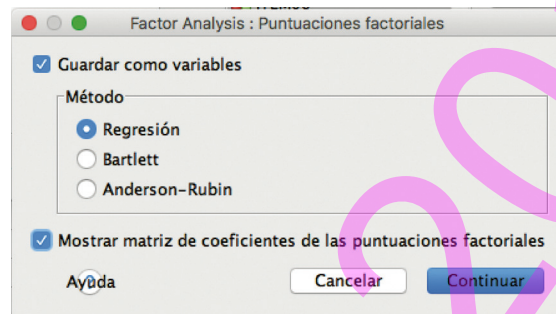 Factor Analysis : Puntuaciones factoriales
Guardar como variables
Método
Regresión
Bartlett
Anderson-Rubin
Mostrar matriz de coeficientes de las puntuaciones factoriales
Ayuda Cancelar Continuar